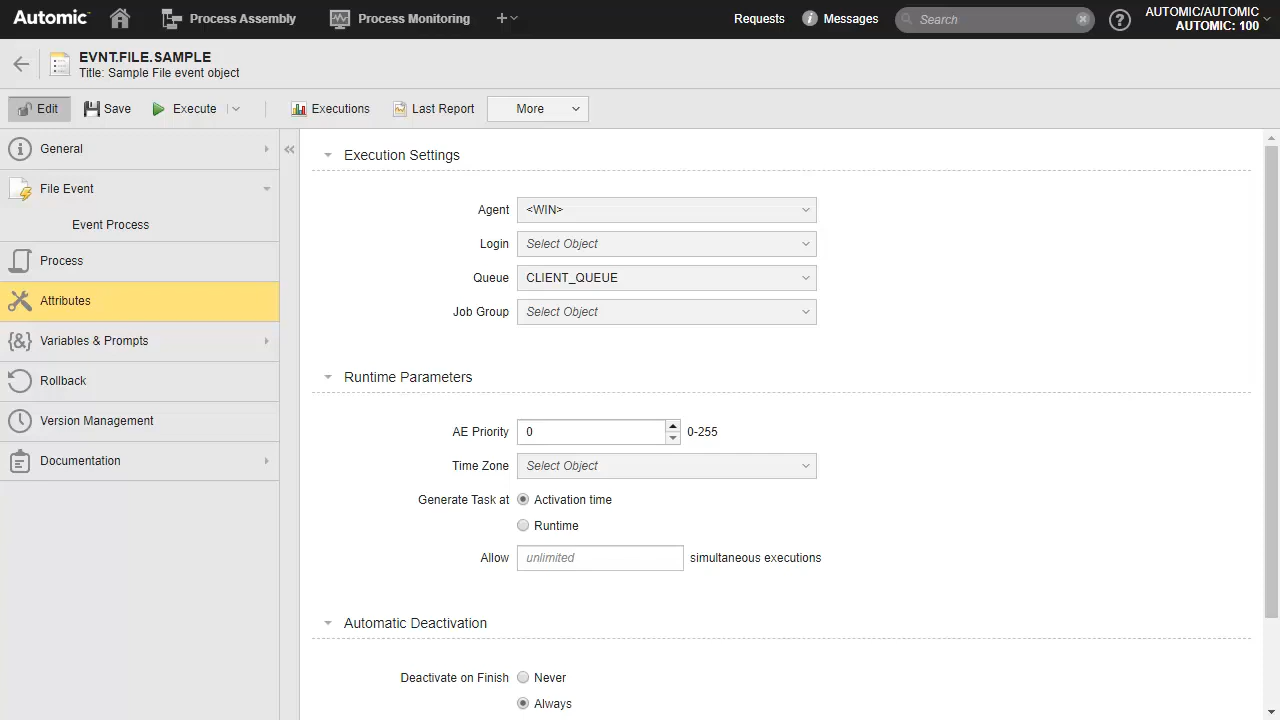 Automic
Process Assembly
Process Monitoring
Requests
Messages
Search
AUTOMIC/AUTOMIC
AUTOMIC: 100
EVNT.FILE.SAMPLE
Title: Sample File event object
Edit
Save
Execute
Executions
Last Report
More
General
File Event
Event Process
Process
Attributes
Variables & Prompts
Rollback
Version Management
Documentation
Execution Settings
Agent <WIN>
Login Select Object
Queue CLIENT_QUEUE
Job Group Select Object
Runtime Parameters
AE Priority 0 0-255
Time Zone Select Object
Generate Task at Activation time
Runtime
Allow unlimited simultaneous executions
Automatic Deactivation
Deactivate on Finish Never
Always